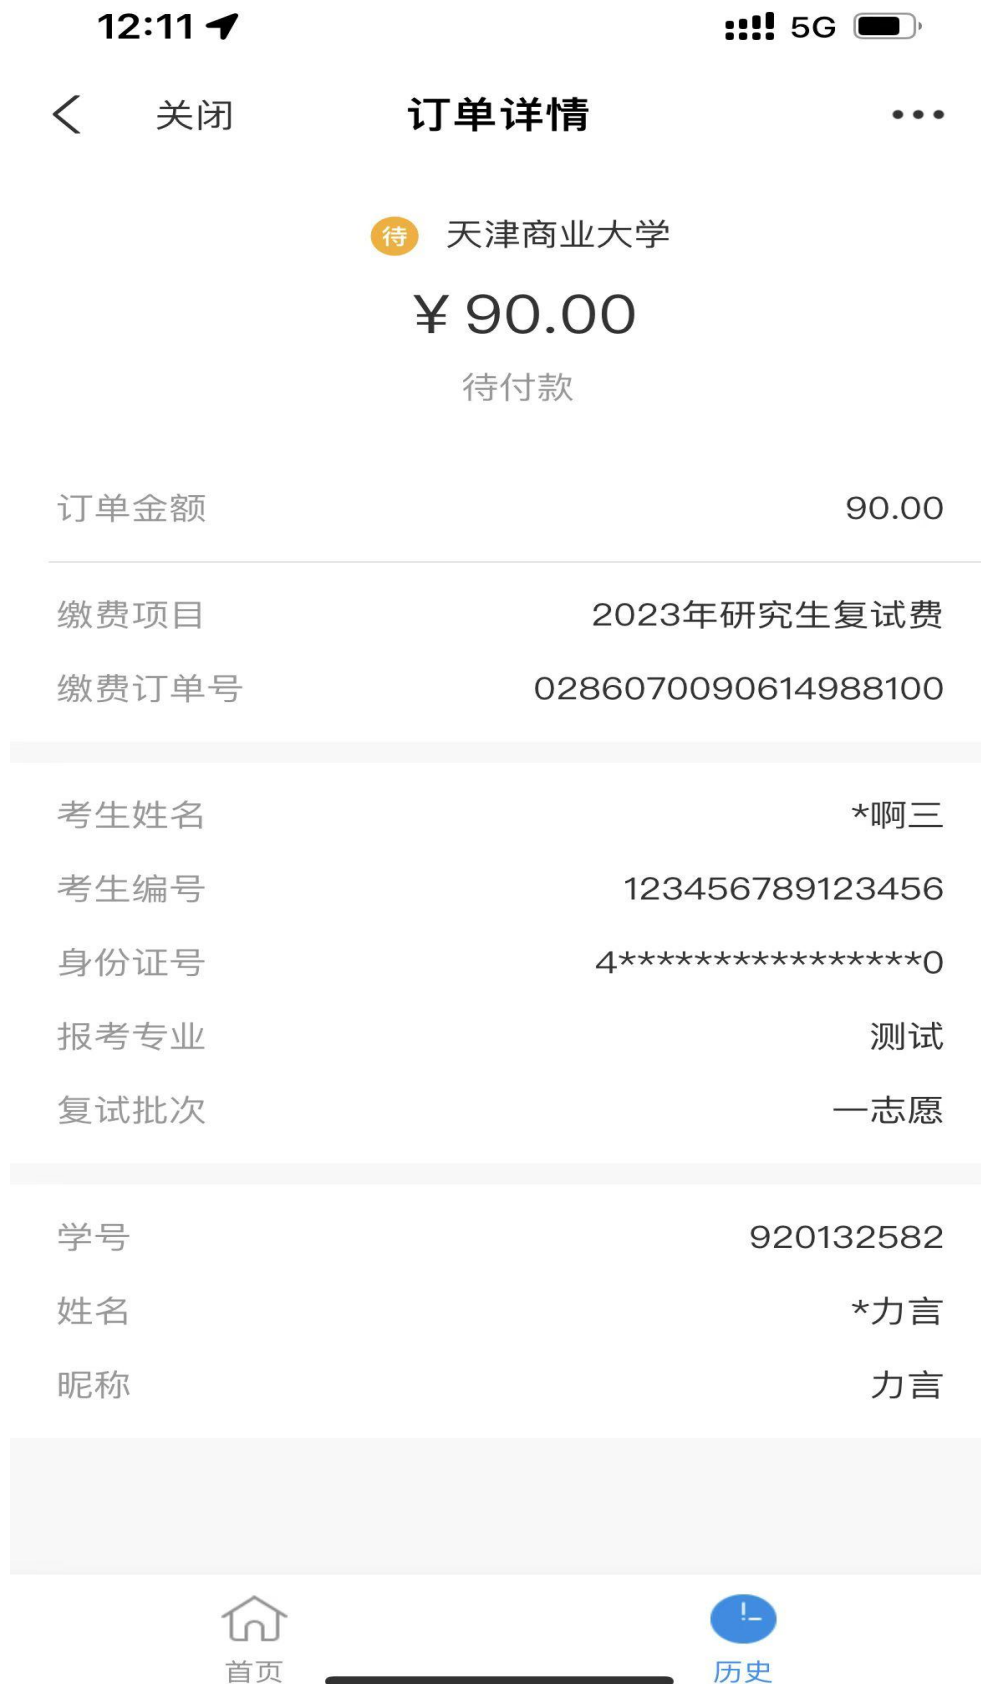 12:11 5G
关闭 订单详情
待 天津商业大学
¥ 90.00
待付款
订单金额 90.00
缴费项目 2023年研究生复试费
缴费订单号 0286070090614988100
考生姓名 *啊三
考生编号 123456789123456
身份证号 4****************0
报考专业 测试
复试批次 一志愿
学号 920132582
姓名 *力言
昵称 力言
首页 历史